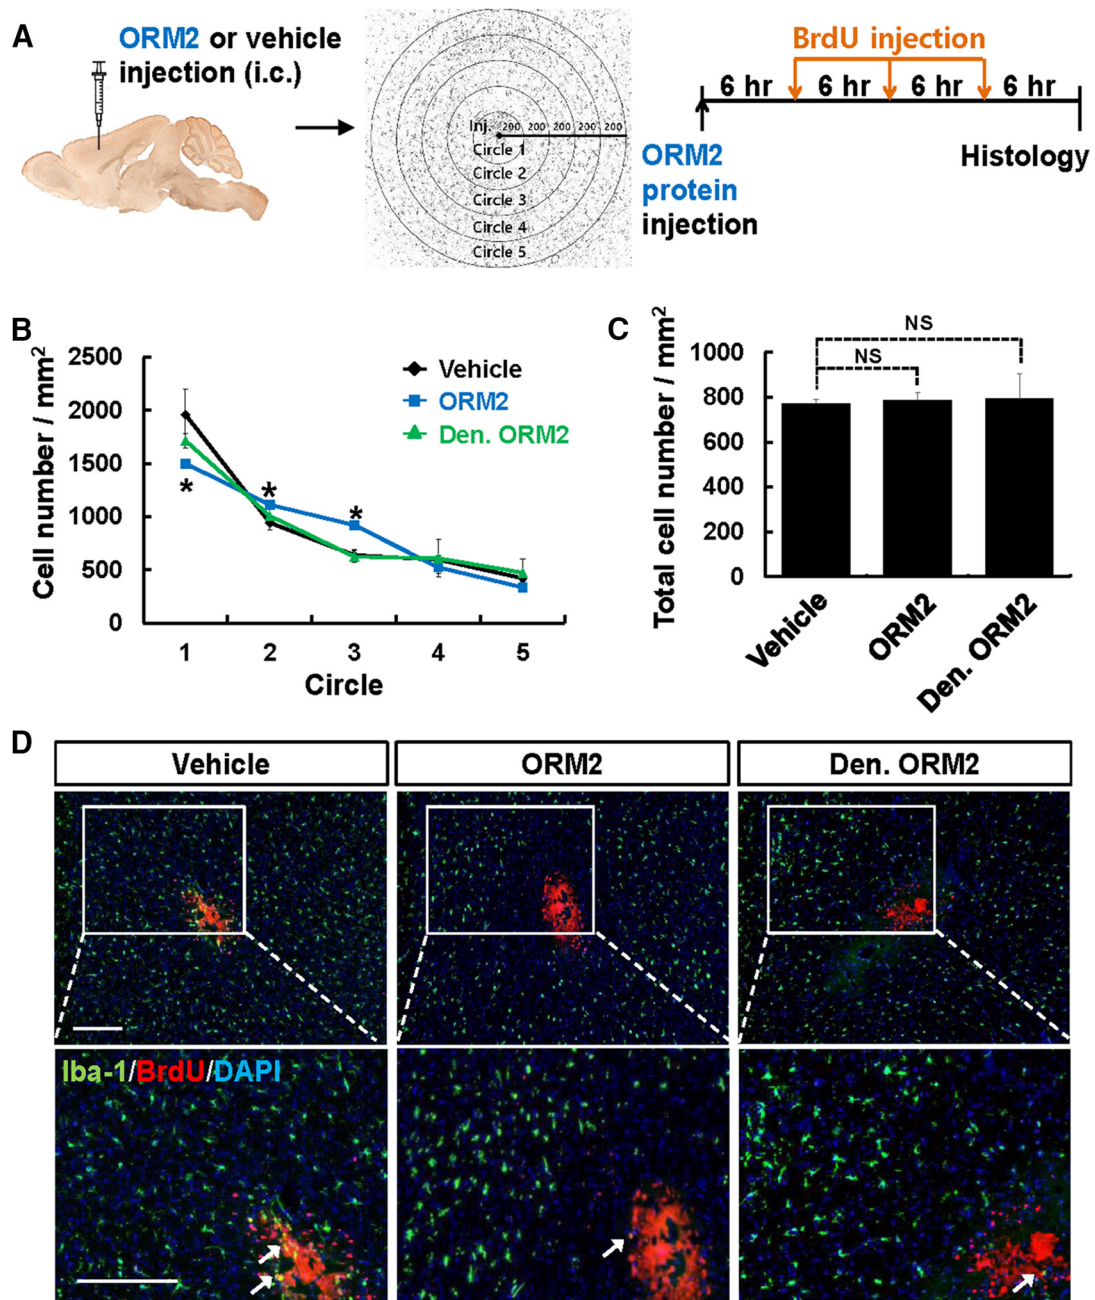 A
ORM2 or vehicle
injection (i.c.)
Inj.
200 200 200 200 200
Circle 1
Circle 2
Circle 3
Circle 4
Circle 5
BrdU injection
6 hr 6 hr 6 hr 6 hr
ORM2
protein
injection
Histology
B
Cell number / mm²
2500
2000
1500
1000
500
0
Vehicle
ORM2
Den. ORM2
*
*
*
1 2 3 4 5
Circle
C
Total cell number / mm²
1000
800
600
400
200
0
NS
NS
Vehicle
ORM2
Den. ORM2
D
Vehicle
ORM2
Den. ORM2
Iba-1/BrdU/DAPI